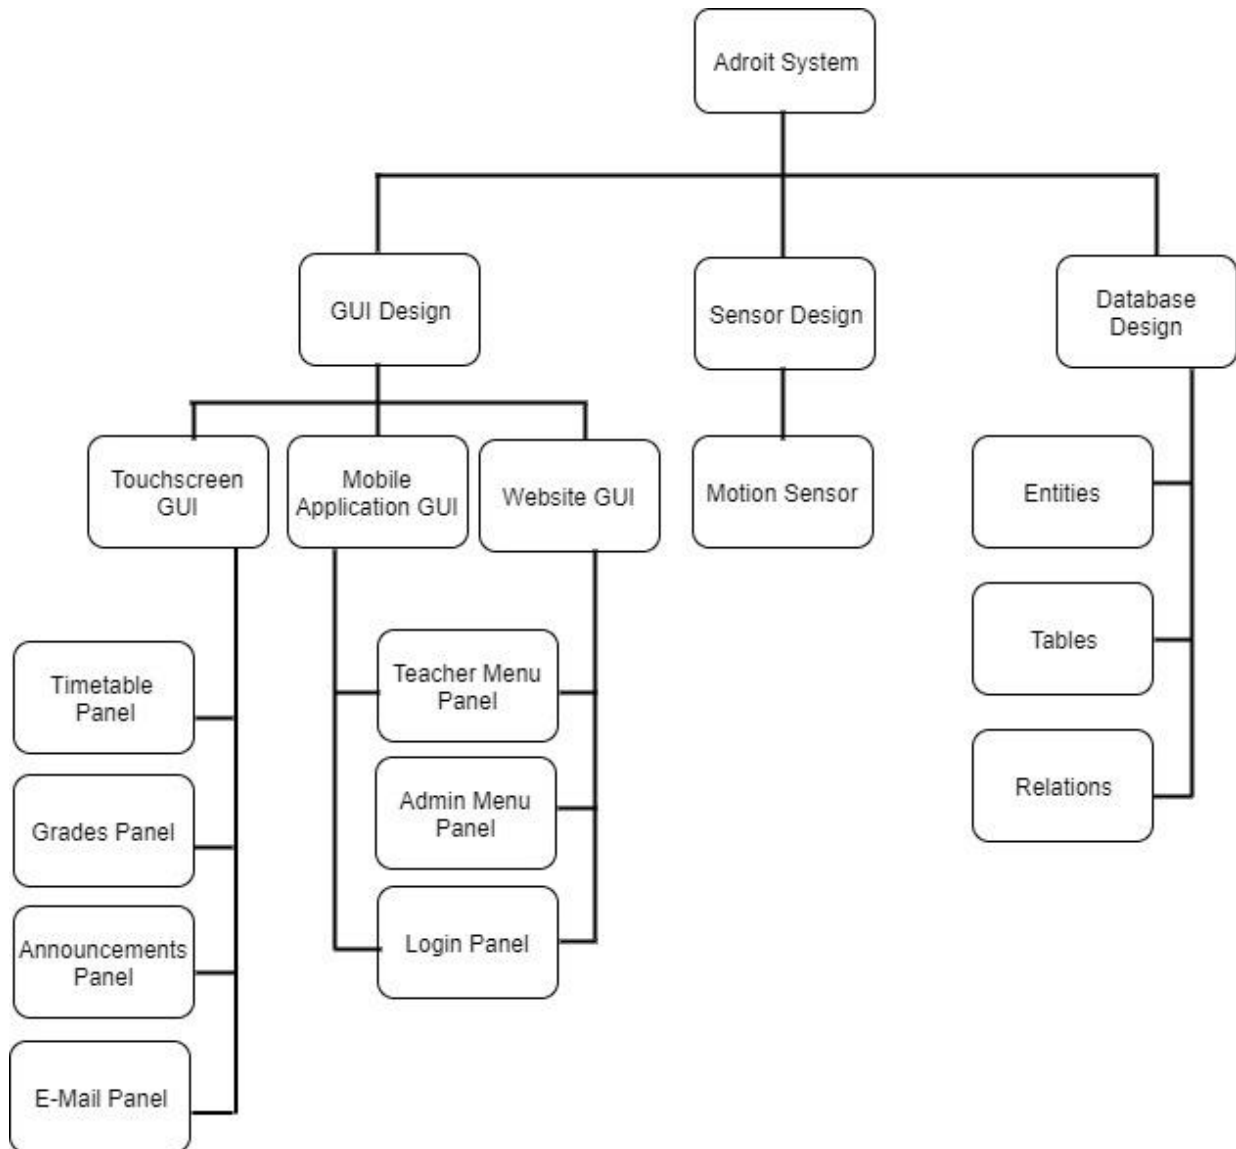 Adroit System
GUI Design
Sensor Design
Database
Design
Touchscreen
GUI
Mobile
Application GUI
Website GUI
Motion Sensor
Entities
Timetable
Panel
Teacher Menu
Panel
Tables
Grades Panel
Admin Menu
Panel
Relations
Announcements
Panel
Login Panel
E-Mail Panel